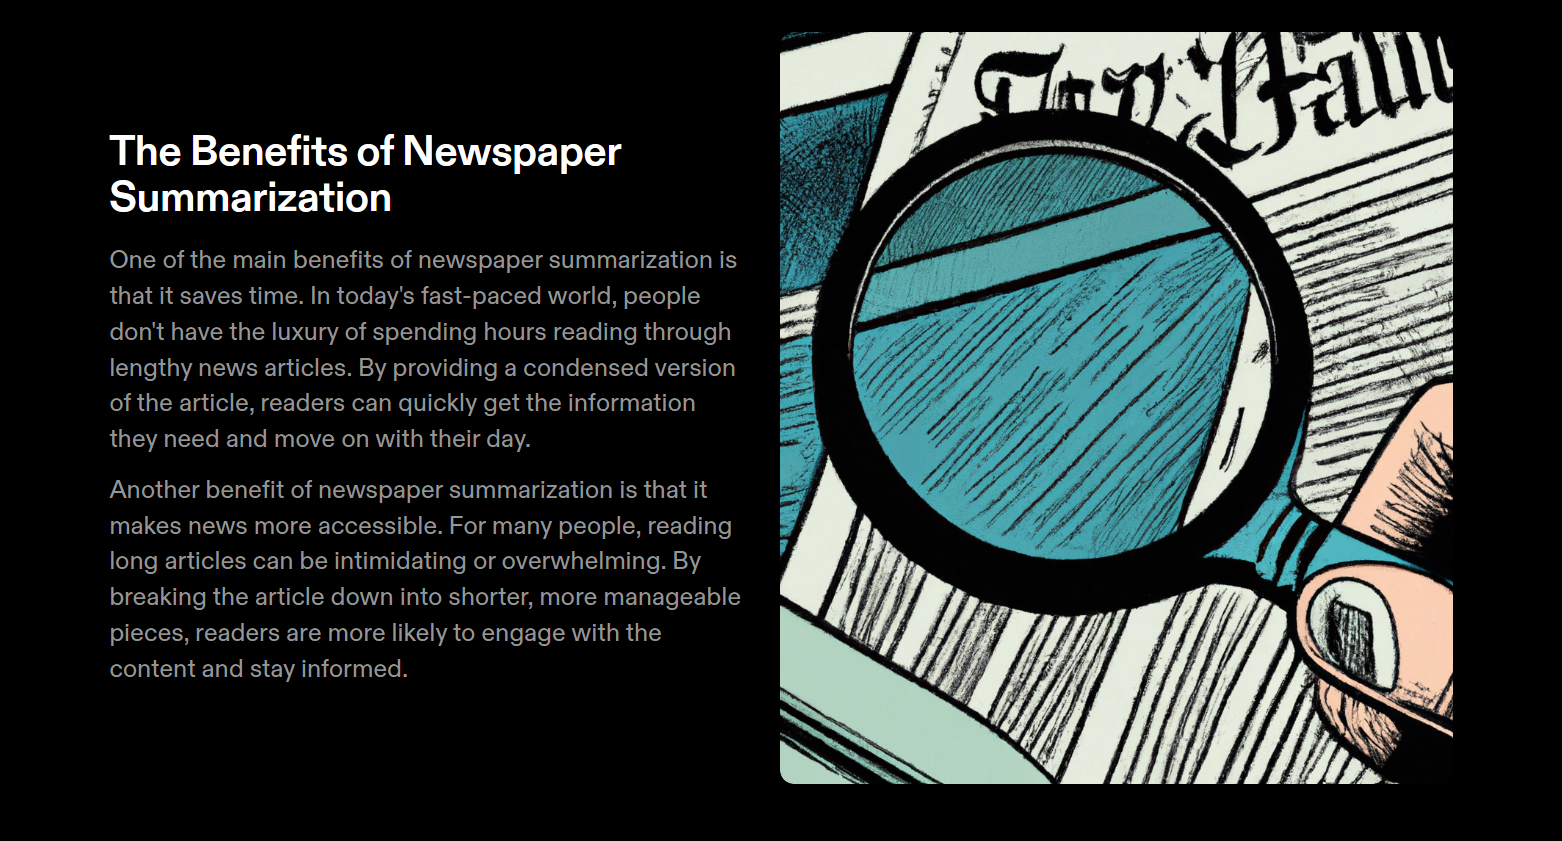 The Benefits of Newspaper
Summarization
One of the main benefits of newspaper summarization is
that it saves time. In today's fast-paced world, people
don't have the luxury of spending hours reading through
lengthy news articles. By providing a condensed version
of the article, readers can quickly get the information
they need and move on with their day.
Another benefit of newspaper summarization is that it
makes news more accessible. For many people, reading
long articles can be intimidating or overwhelming. By
breaking the article down into shorter, more manageable
pieces, readers are more likely to engage with the
content and stay informed.